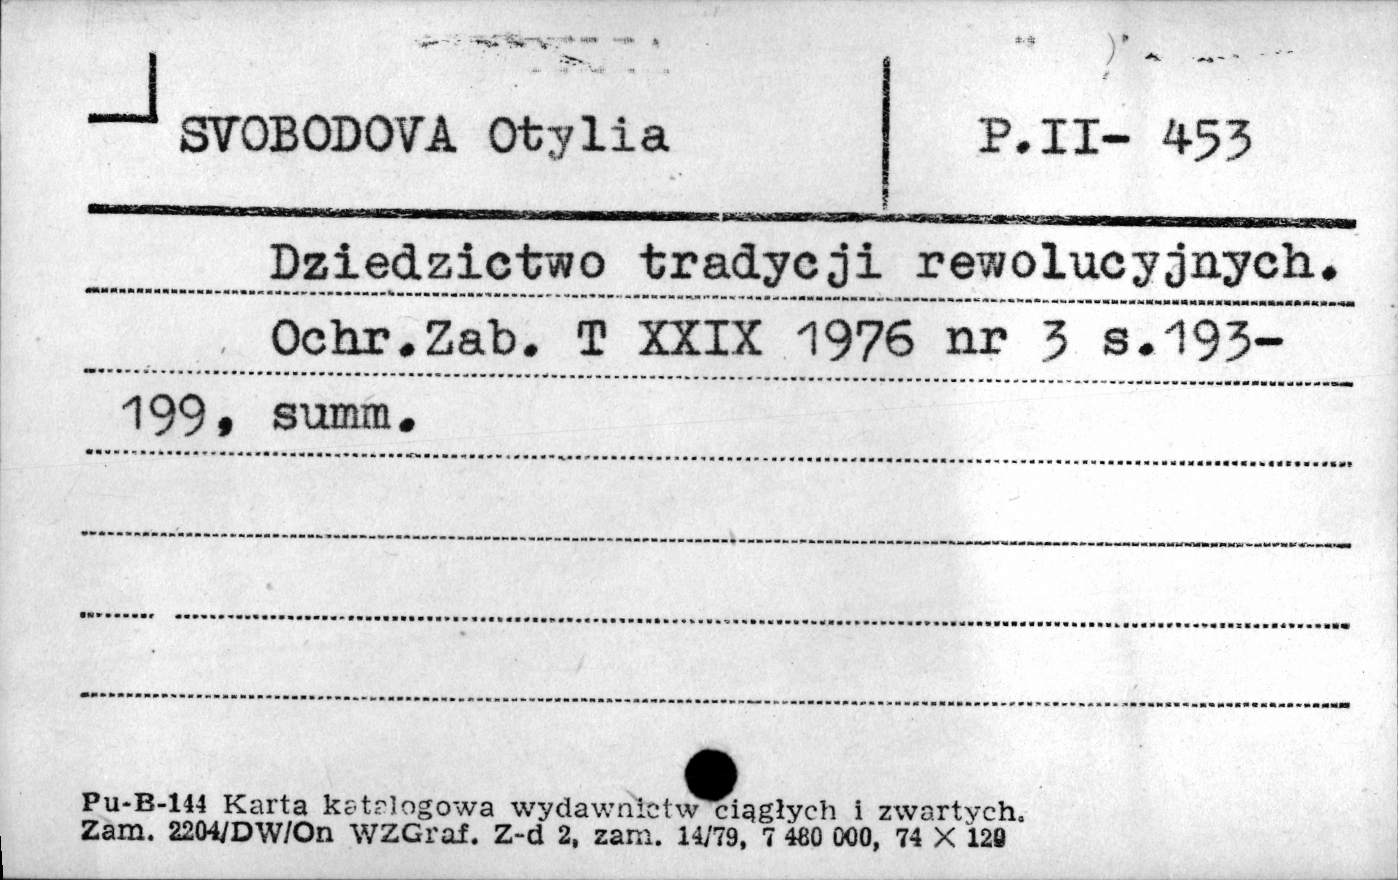 SVOBODOVA Otylia
P.II- 453
Dziedzictwo tradycji rewolucyjnych.
Ochr.Zab. T XXIX 1976 nr 3 s.193-
199, summ.
Pu-B-144 Karta katalogowa wydawnictw ciągłych i zwartych.
Zam. 2204/DW/On WZGraf. Z-d 2, zam. 14/79, 7 480 000, 74 X 129